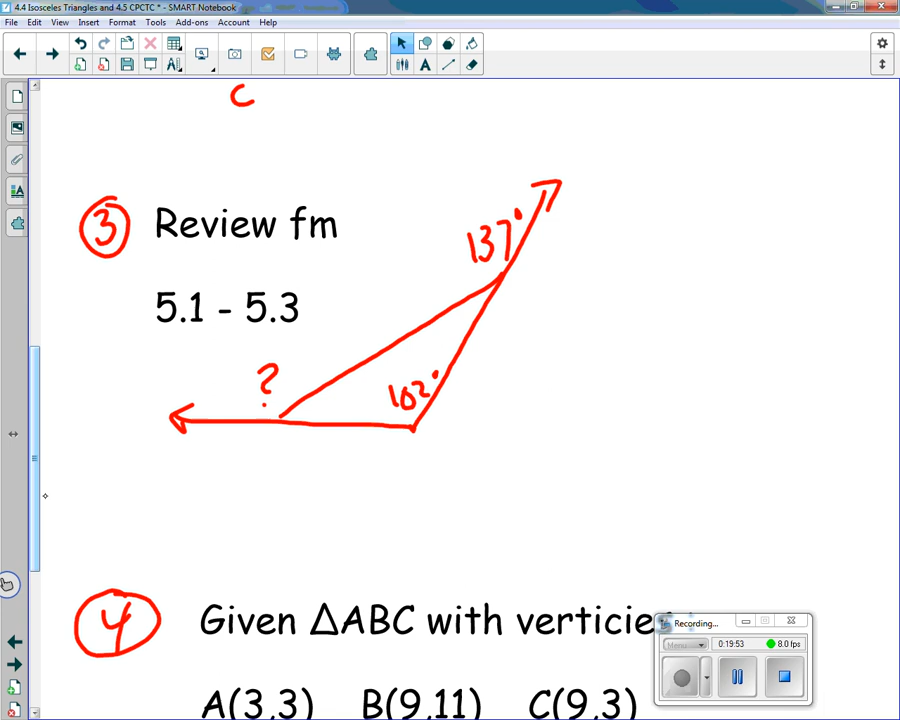 4.4 Isosceles Triangles and 4.5 CPCTC * - SMART Notebook
File Edit View Insert Format Tools Add-ons Account Help
C
3 Review fm
137°
5.1 - 5.3
?
102°
4 Given ΔABC with verticie
A(3,3) B(9,11) C(9,3)
Recording...
Menu
0:19:53 8.0 fps